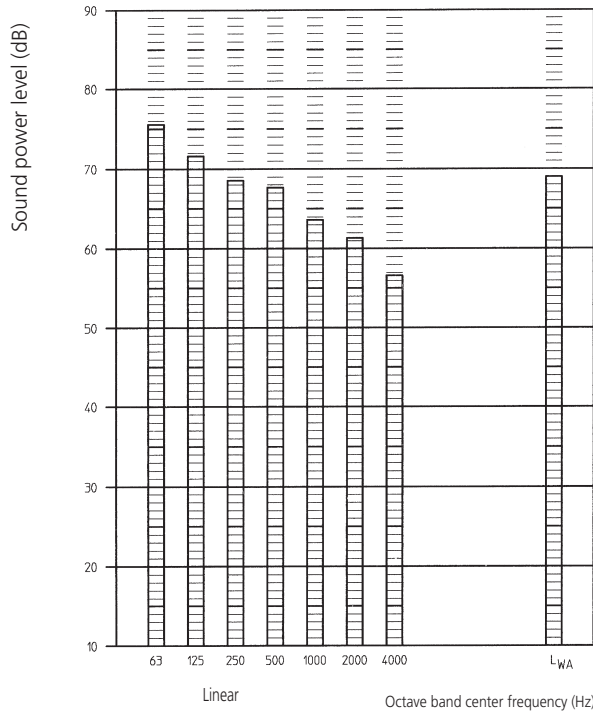 Sound power level (dB)
90
80
70
60
50
40
30
20
10
63 125 250 500 1000 2000 4000 LWA
Linear
Octave band center frequency (Hz)